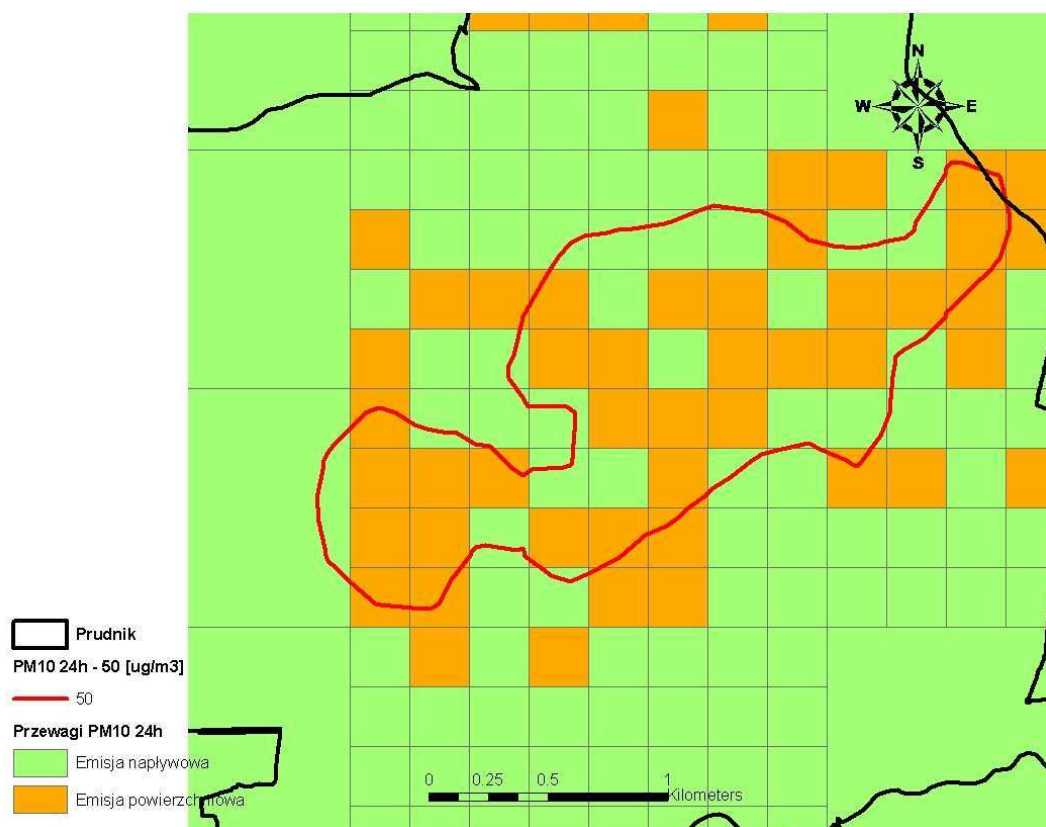 N
W E
S
Prudnik
PM10 24h - 50 [ug/m3]
50
Przewagi PM10 24h
Emisja napływowa
Emisja powierzchniowa
0 0.25 0.5 1
Kilometers